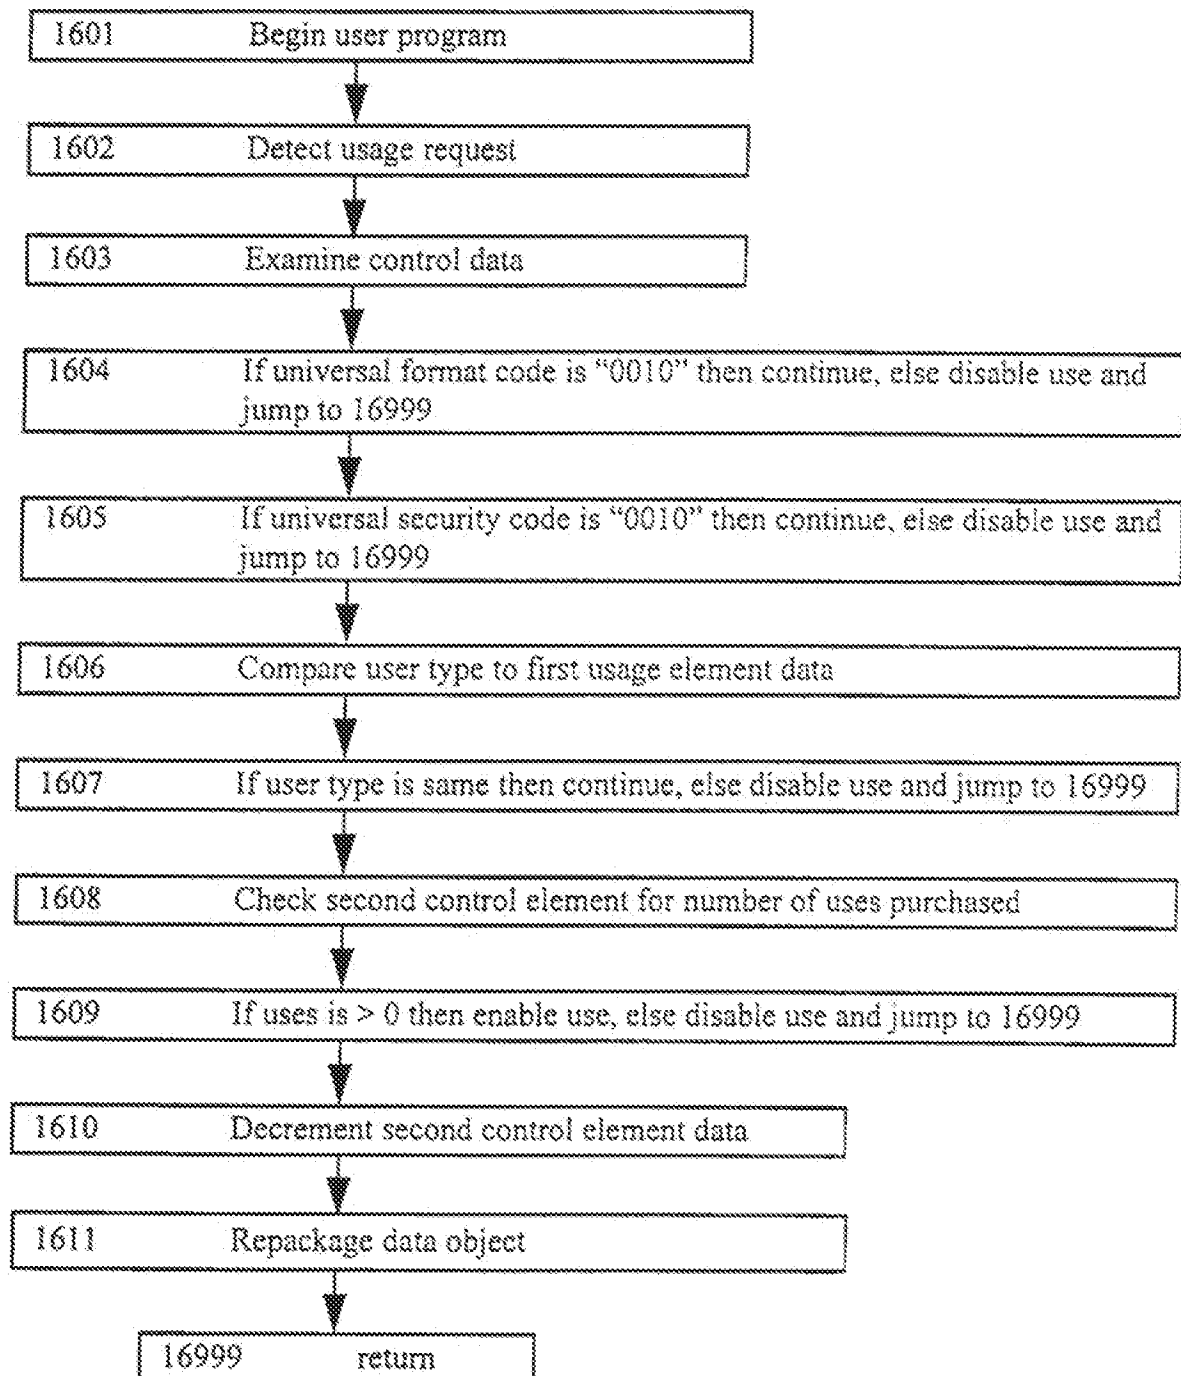 1601 Begin user program
1602 Detect usage request
1603 Examine control data
1604 If universal format code is “0010” then continue, else disable use and
jump to 16999
1605 If universal security code is “0010” then continue, else disable use and
jump to 16999
1606 Compare user type to first usage element data
1607 If user type is same then continue, else disable use and jump to 16999
1608 Check second control element for number of uses purchased
1609 If uses is > 0 then enable use, else disable use and jump to 16999
1610 Decrement second control element data
1611 Repackage data object
16999 return